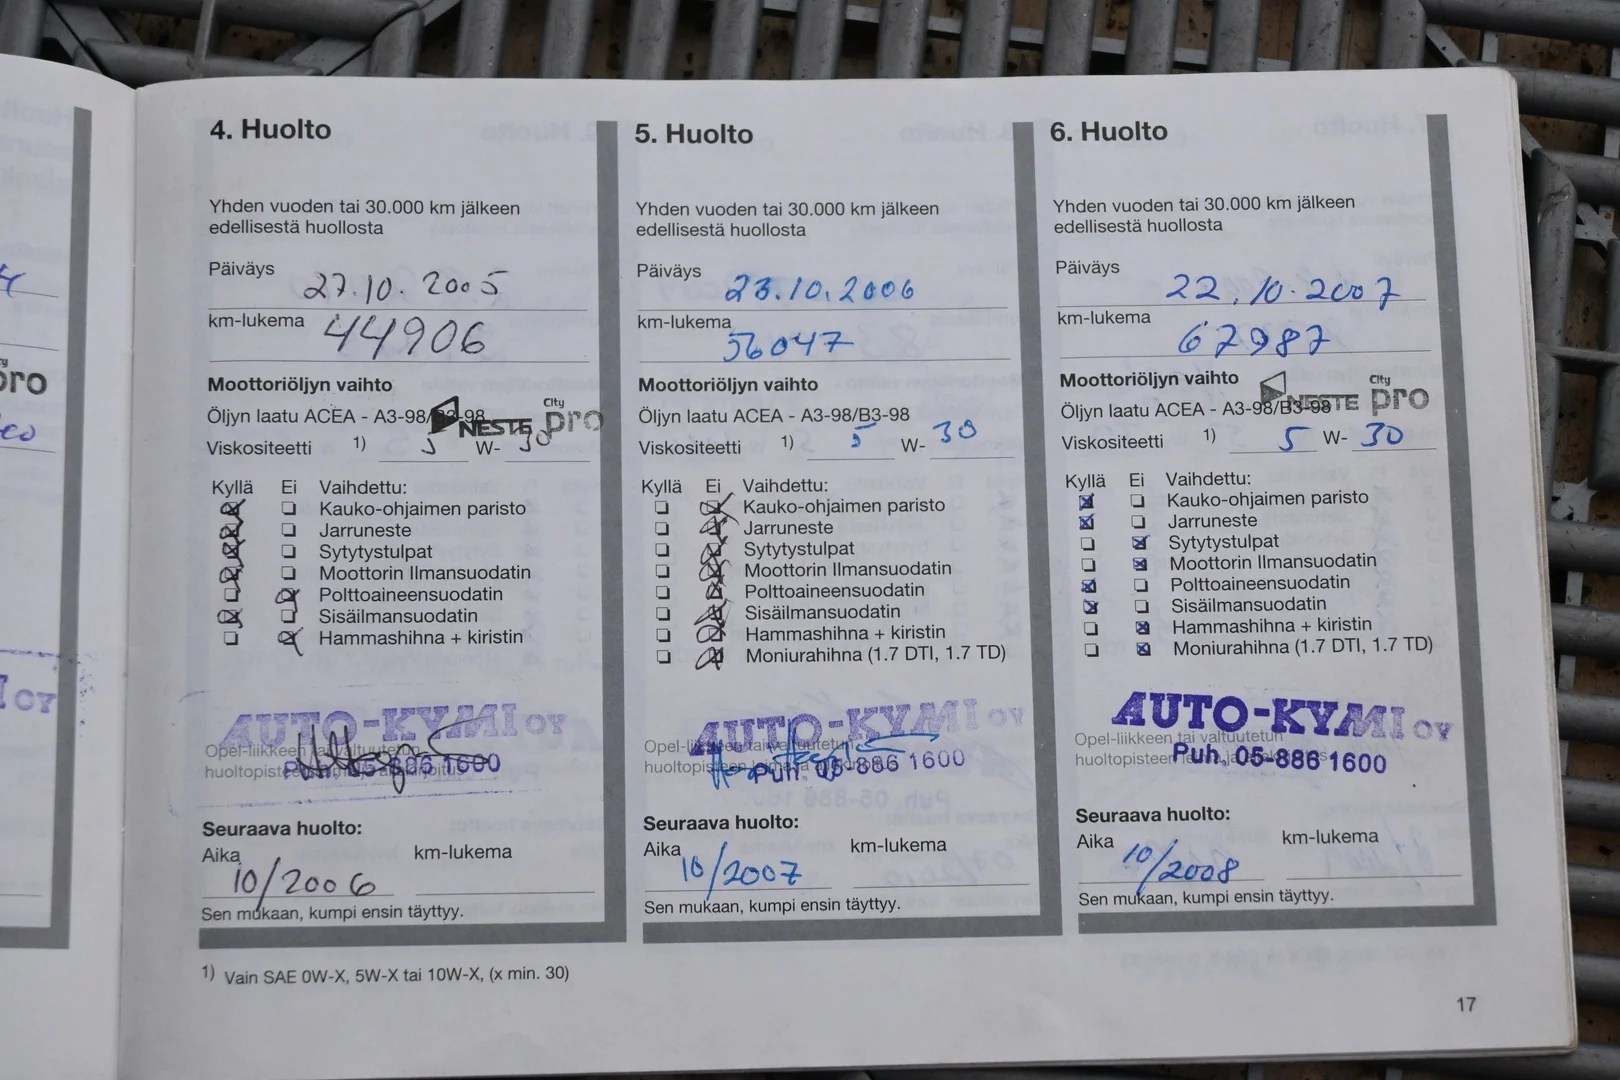 4. Huolto
Yhden vuoden tai 30.000 km jälkeen
edellisestä huollosta
Päiväys 27.10. 2005
km-lukema 44906
Moottoriöljyn vaihto
City
Öljyn laatu ACEA - A3-98/B3-98 NESTE pro
Viskositeetti 1) 5 W- 30
Kyllä Ei Vaihdettu:
Kauko-ohjaimen paristo
Jarruneste
Sytytystulpat
Moottorin Ilmansuodatin
Polttoaineensuodatin
Sisäilmansuodatin
Hammashihna + kiristin
AUTO-KYMI OY
Opel-liikkeen tai valtuutetun
huoltopisteen
Puh. 05-886 1600
Seuraava huolto:
Aika km-lukema
10/2006
Sen mukaan, kumpi ensin täyttyy.
5. Huolto
Yhden vuoden tai 30.000 km jälkeen
edellisestä huollosta
Päiväys 23.10.2006
km-lukema 56047
Moottoriöljyn vaihto
Öljyn laatu ACEA - A3-98/B3-98
Viskositeetti 1) 5 W- 30
Kyllä Ei Vaihdettu:
Kauko-ohjaimen paristo
Jarruneste
Sytytystulpat
Moottorin Ilmansuodatin
Polttoaineensuodatin
Sisäilmansuodatin
Hammashihna + kiristin
Moniurahihna (1.7 DTI, 1.7 TD)
AUTO-KYMI OY
Opel-liikkeen tai valtuutetun
huoltopisteen
Puh. 05-886 1600
Seuraava huolto:
Aika km-lukema
10/2007
Sen mukaan, kumpi ensin täyttyy.
6. Huolto
Yhden vuoden tai 30.000 km jälkeen
edellisestä huollosta
Päiväys 22.10.2007
km-lukema 67987
Moottoriöljyn vaihto
City
NESTE pro
Öljyn laatu ACEA - A3-98/B3-98
Viskositeetti 1) 5 W- 30
Kyllä Ei Vaihdettu:
Kauko-ohjaimen paristo
Jarruneste
Sytytystulpat
Moottorin Ilmansuodatin
Polttoaineensuodatin
Sisäilmansuodatin
Hammashihna + kiristin
Moniurahihna (1.7 DTI, 1.7 TD)
AUTO-KYMI OY
Opel-liikkeen tai valtuutetun
huoltopisteen
Puh. 05-886 1600
Seuraava huolto:
Aika km-lukema
10/2008
Sen mukaan, kumpi ensin täyttyy.
1) Vain SAE 0W-X, 5W-X tai 10W-X, (x min. 30)
17